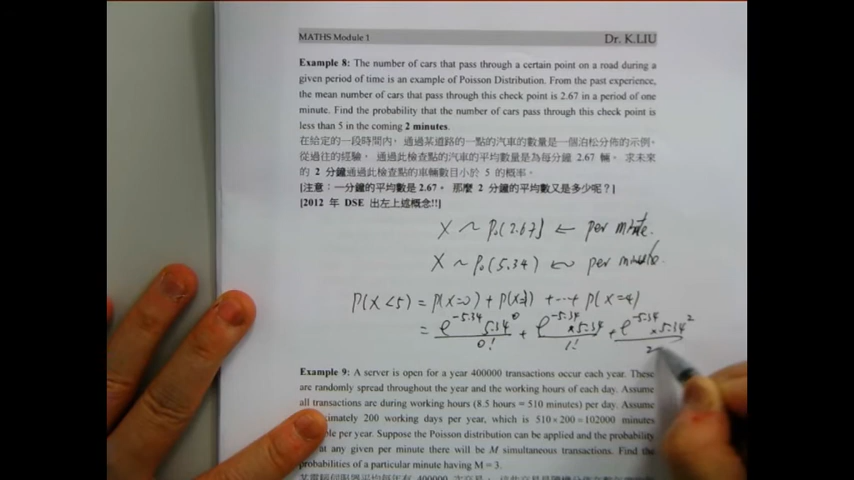 MATHS Module 1 Dr. K.LIU
Example 8: The number of cars that pass through a certain point on a road during a
given period of time is an example of Poisson Distribution. From the past experience,
the mean number of cars that pass through this check point is 2.67 in a period of one
minute. Find the probability that the number of cars pass through this check point is
less than 5 in the coming 2 minutes.
在給定的一段時間內，通過某道路的一點的汽車的數量是一個泊松分佈的示例。
從過往的經驗，通過此檢查點的汽車的平均數量是為每分鐘 2.67 輛。求未來
的 2 分鐘通過此檢查點的車輛數目小於 5 的概率。
[注意：一分鐘的平均數是 2.67。那麼 2 分鐘的平均數又是多少呢？]
[2012 年 DSE 出左上述概念!!]
X ~ Po(2.67) ← per minute.
X ~ Po(5.34) ← per minute.
P(X<5) = P(X=0) + P(X=1) + ... + P(X=4)
= e^-5.34 5.34^0 / 0! + e^-5.34 × 5.34 / 1! + e^-5.34 × 5.34^2 / 2
Example 9: A server is open for a year 400000 transactions occur each year. These
are randomly spread throughout the year and the working hours of each day. Assume
all transactions are during working hours (8.5 hours = 510 minutes) per day. Assume
200 working days per year, which is 510×200=102000 minutes
per year. Suppose the Poisson distribution can be applied and the probability
at any given per minute there will be M simultaneous transactions. Find the
probabilities of a particular minute having M = 3.